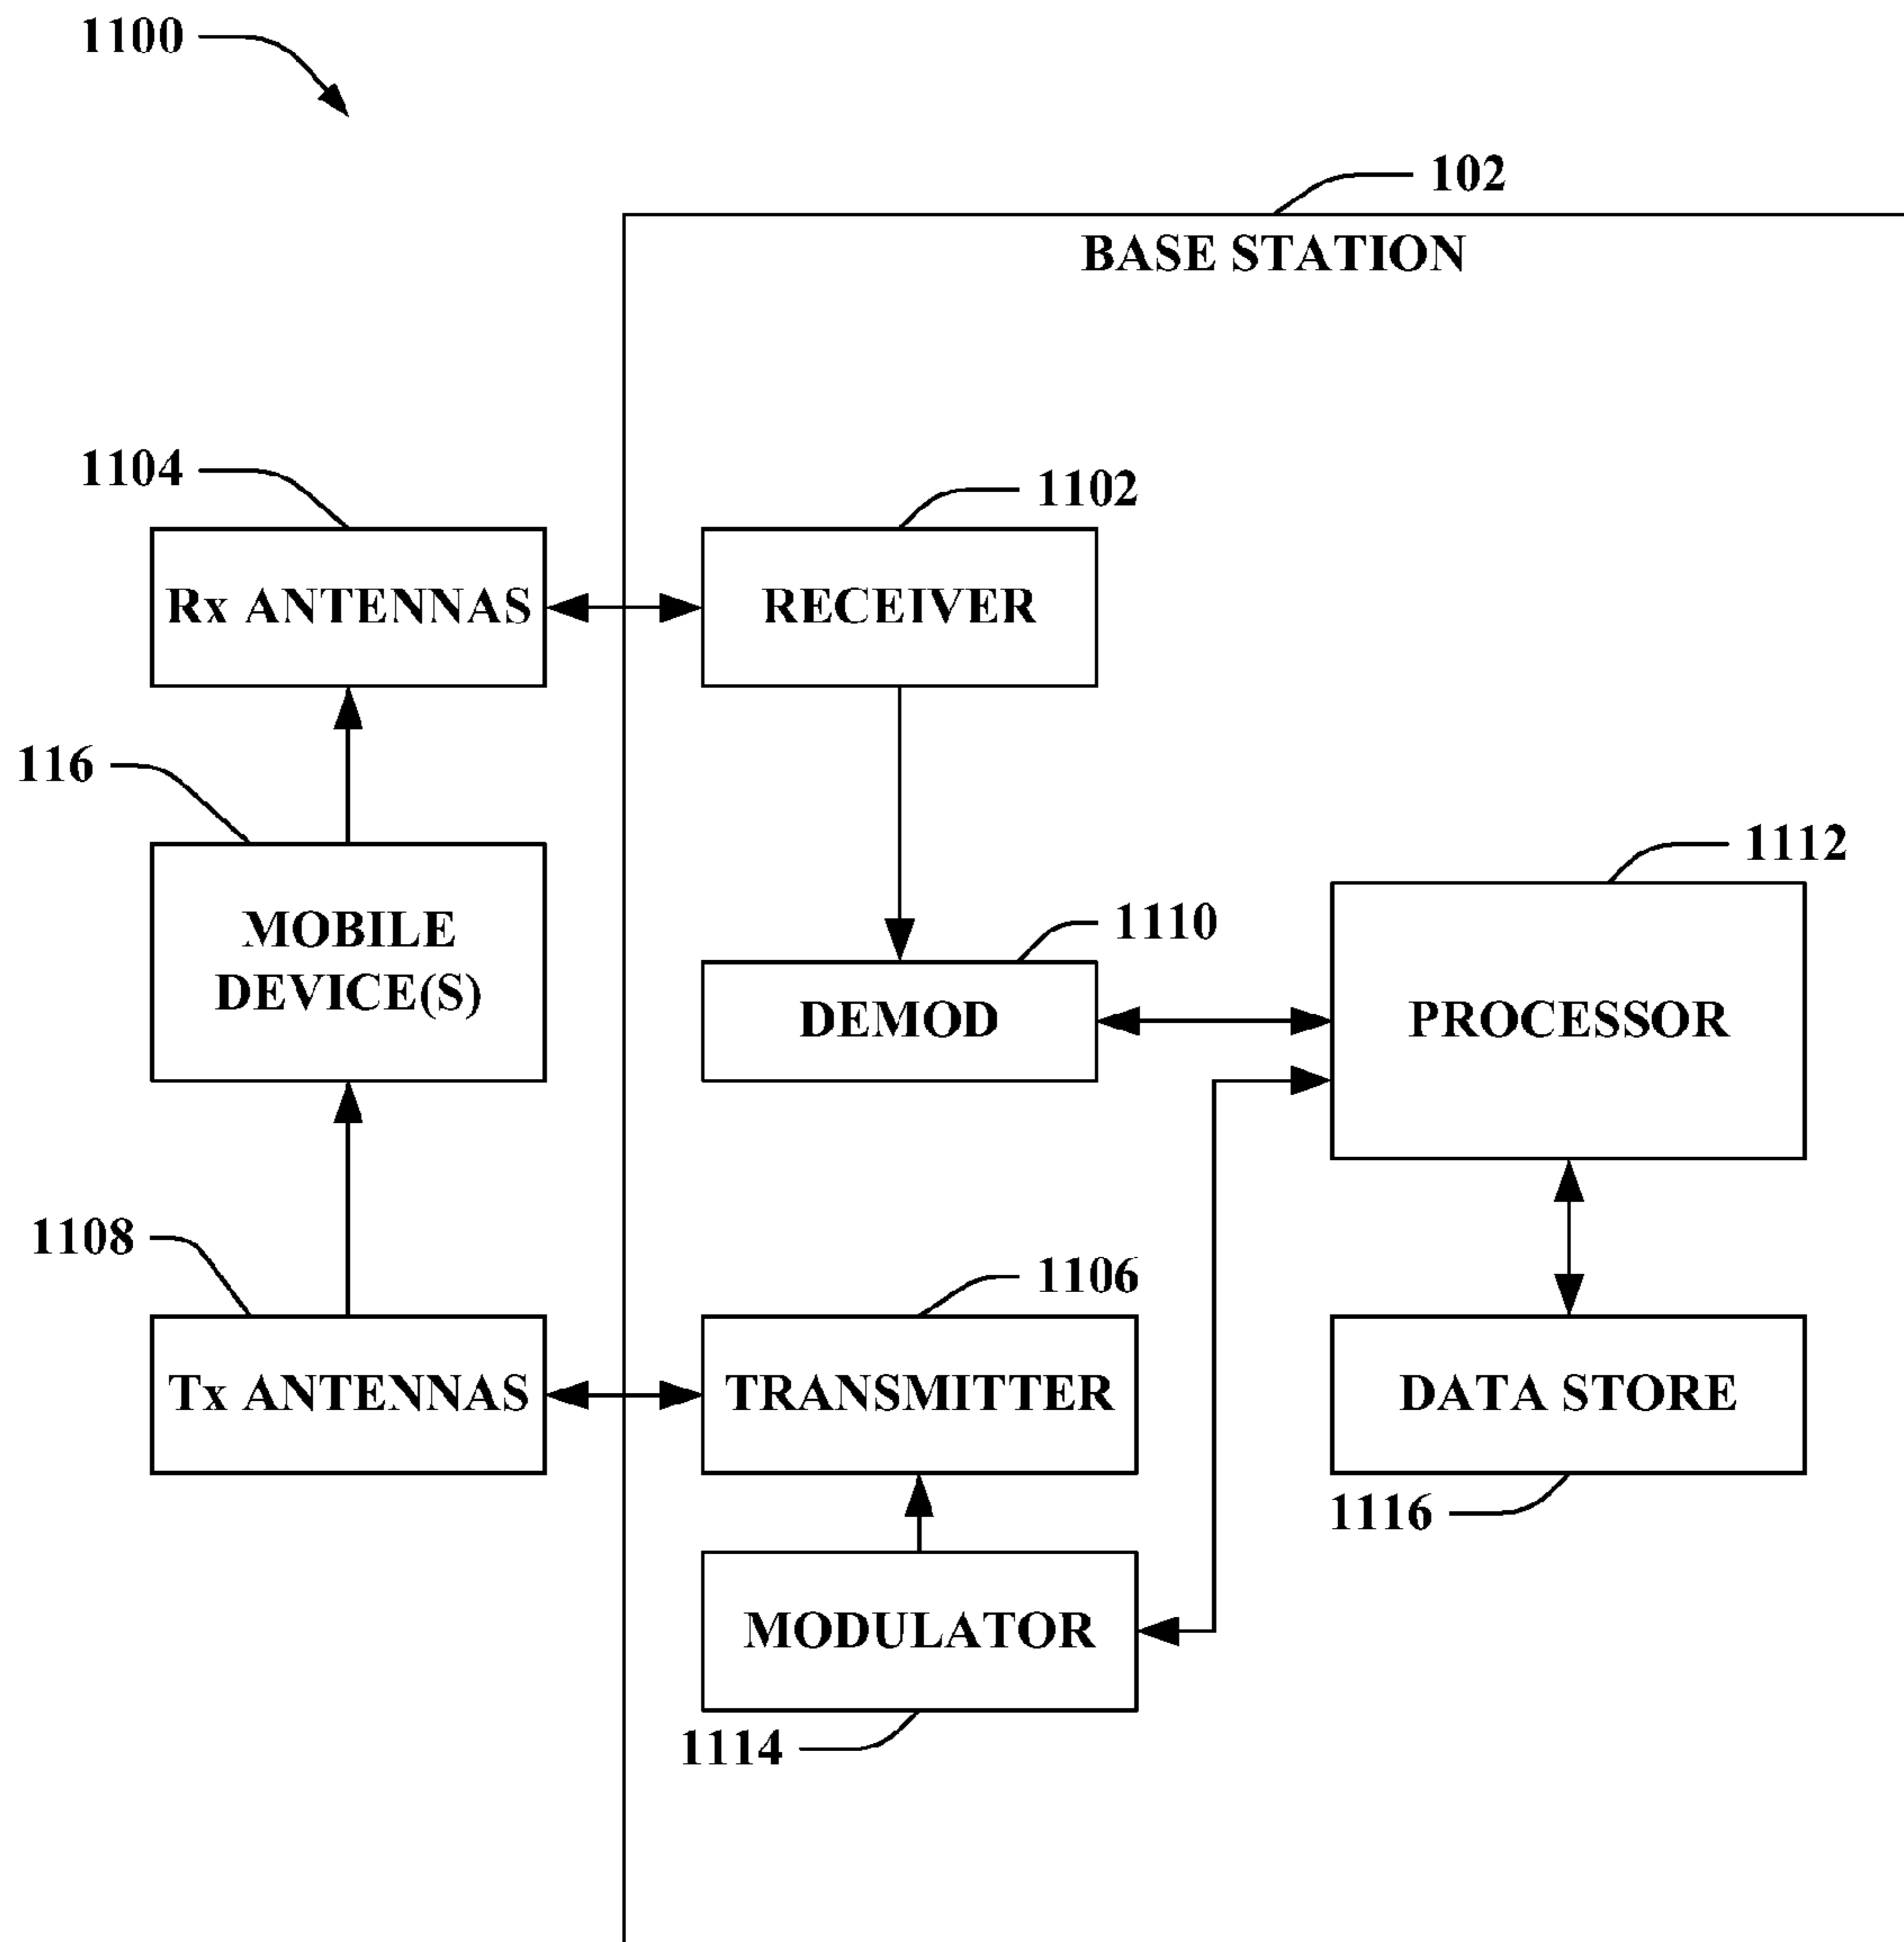 1100
102
BASE STATION
1104
1102
Rx ANTENNAS
RECEIVER
116
1112
MOBILE
DEVICE(S)
1110
DEMOD
PROCESSOR
1108
1106
Tx ANTENNAS
TRANSMITTER
DATA STORE
1116
MODULATOR
1114